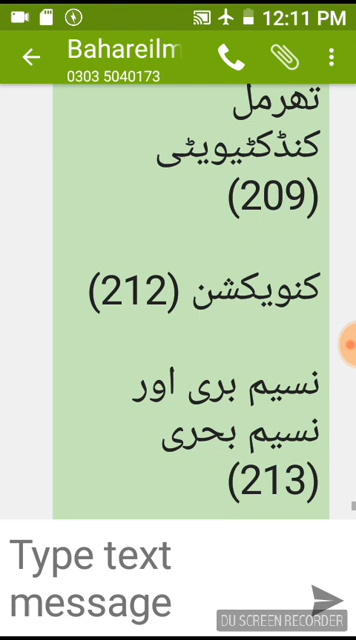 12:11 PM
Bahareilm
0303 5040173
تھرمل
کنڈکٹیویٹی
(209)
کنویکشن (212)
نسیم بری اور
نسیم بحری
(213)
Type text
message
DU SCREEN RECORDER